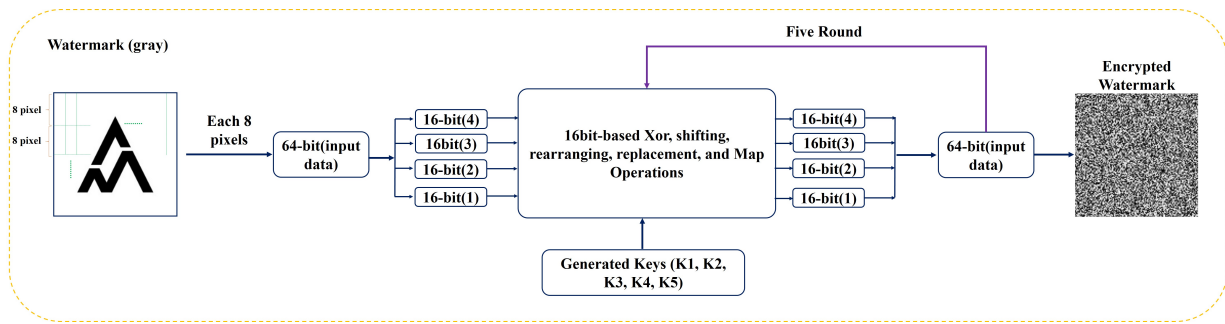 Five Round
Watermark (gray)
Encrypted
Watermark
8 pixel
8 pixel
Each 8
pixels
64-bit(input
data)
16-bit(4)
16bit(3)
16-bit(2)
16-bit(1)
16bit-based Xor, shifting,
rearranging, replacement, and Map
Operations
16-bit(4)
16bit(3)
16-bit(2)
16-bit(1)
64-bit(input
data)
Generated Keys (K1, K2,
K3, K4, K5)